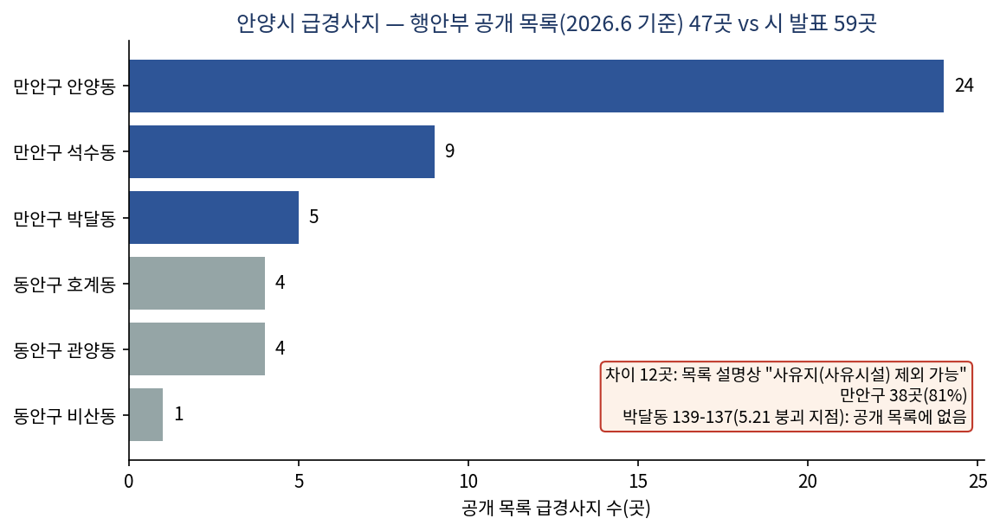 안양시 급경사지 — 행안부 공개 목록(2026.6 기준) 47곳 vs 시 발표 59곳
만안구 안양동 24
만안구 석수동 9
만안구 박달동 5
동안구 호계동 4
동안구 관양동 4
동안구 비산동 1
차이 12곳: 목록 설명상 "사유지(사유시설) 제외 가능"
만안구 38곳(81%)
박달동 139-137(5.21 붕괴 지점): 공개 목록에 없음
0 5 10 15 20 25
공개 목록 급경사지 수(곳)